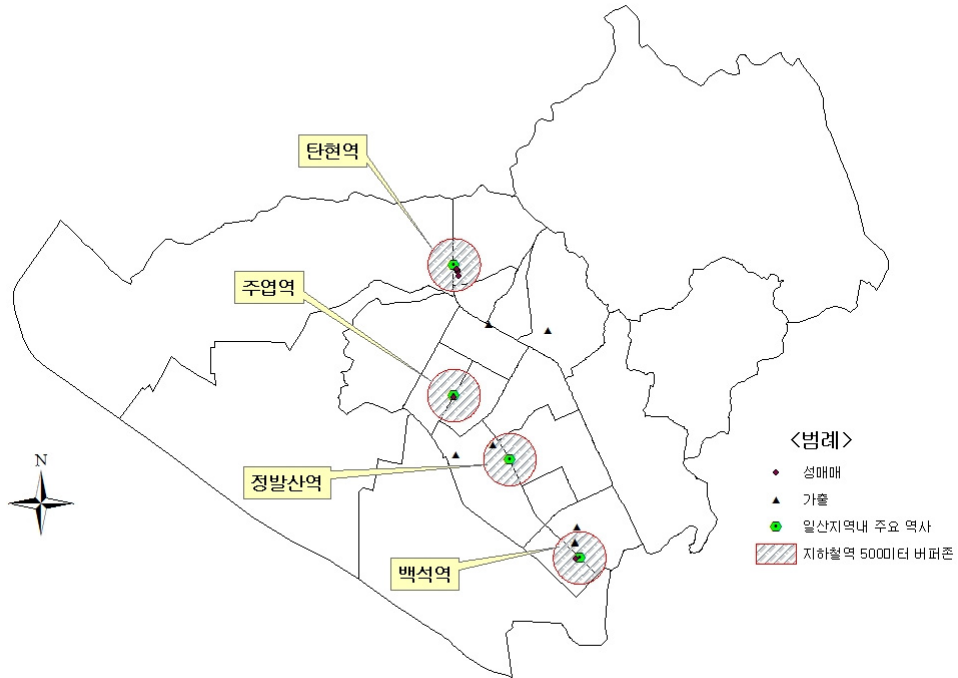 탄현역
주엽역
정발산역
백석역
N
<범례>
성매매
가출
일산지역내 주요 역사
지하철역 500미터 버퍼존